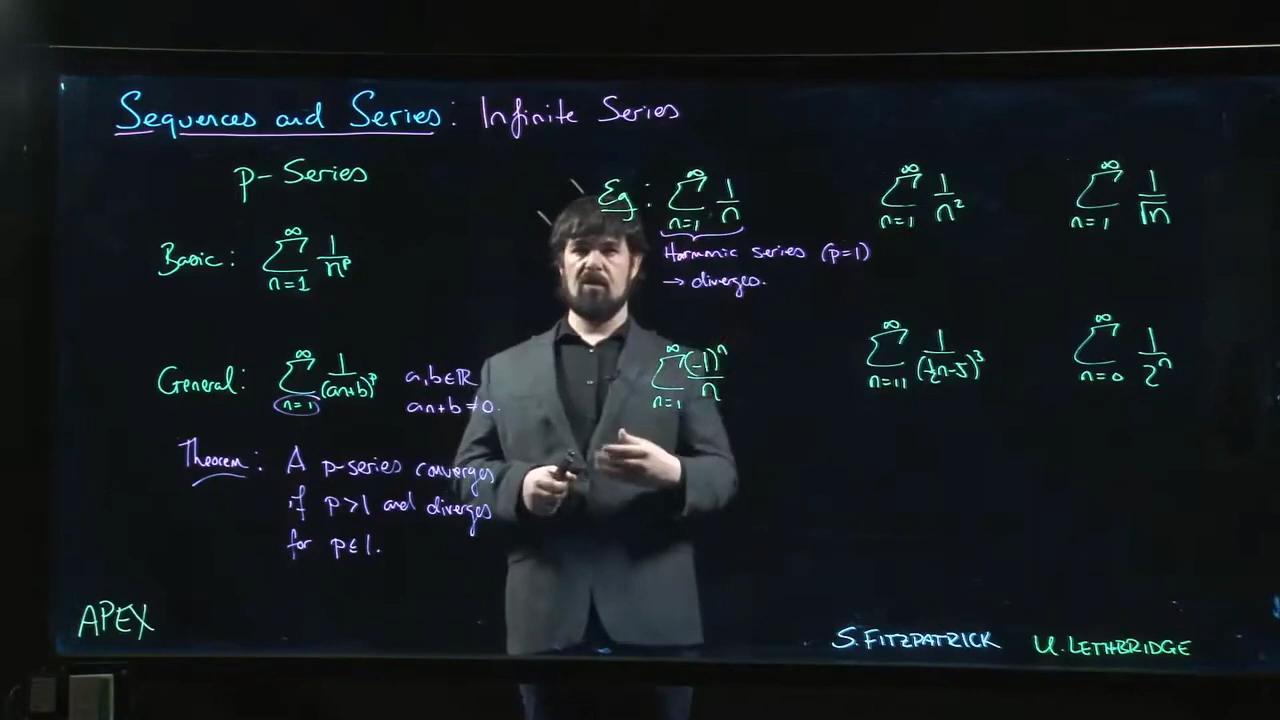 Sequences and Series: Infinite Series
p-Series
Basic: ∞ Σ n=1 1/n^p
General: ∞ Σ n=1 1/(an+b)^p a,b∈ℝ
an+b≠0.
Theorem: A p-series converges
if p>1 and diverges
for p≤1.
Eg: ∞ Σ n=1 1/n
Harmonic series (p=1)
→ diverges.
∞ Σ n=1 1/n²
∞ Σ n=1 1/√n
∞ Σ n=1 (-1)^n/n
∞ Σ n=11 1/(½n-5)³
∞ Σ n=0 1/2^n
APEX
S. FITZPATRICK U. LETHBRIDGE